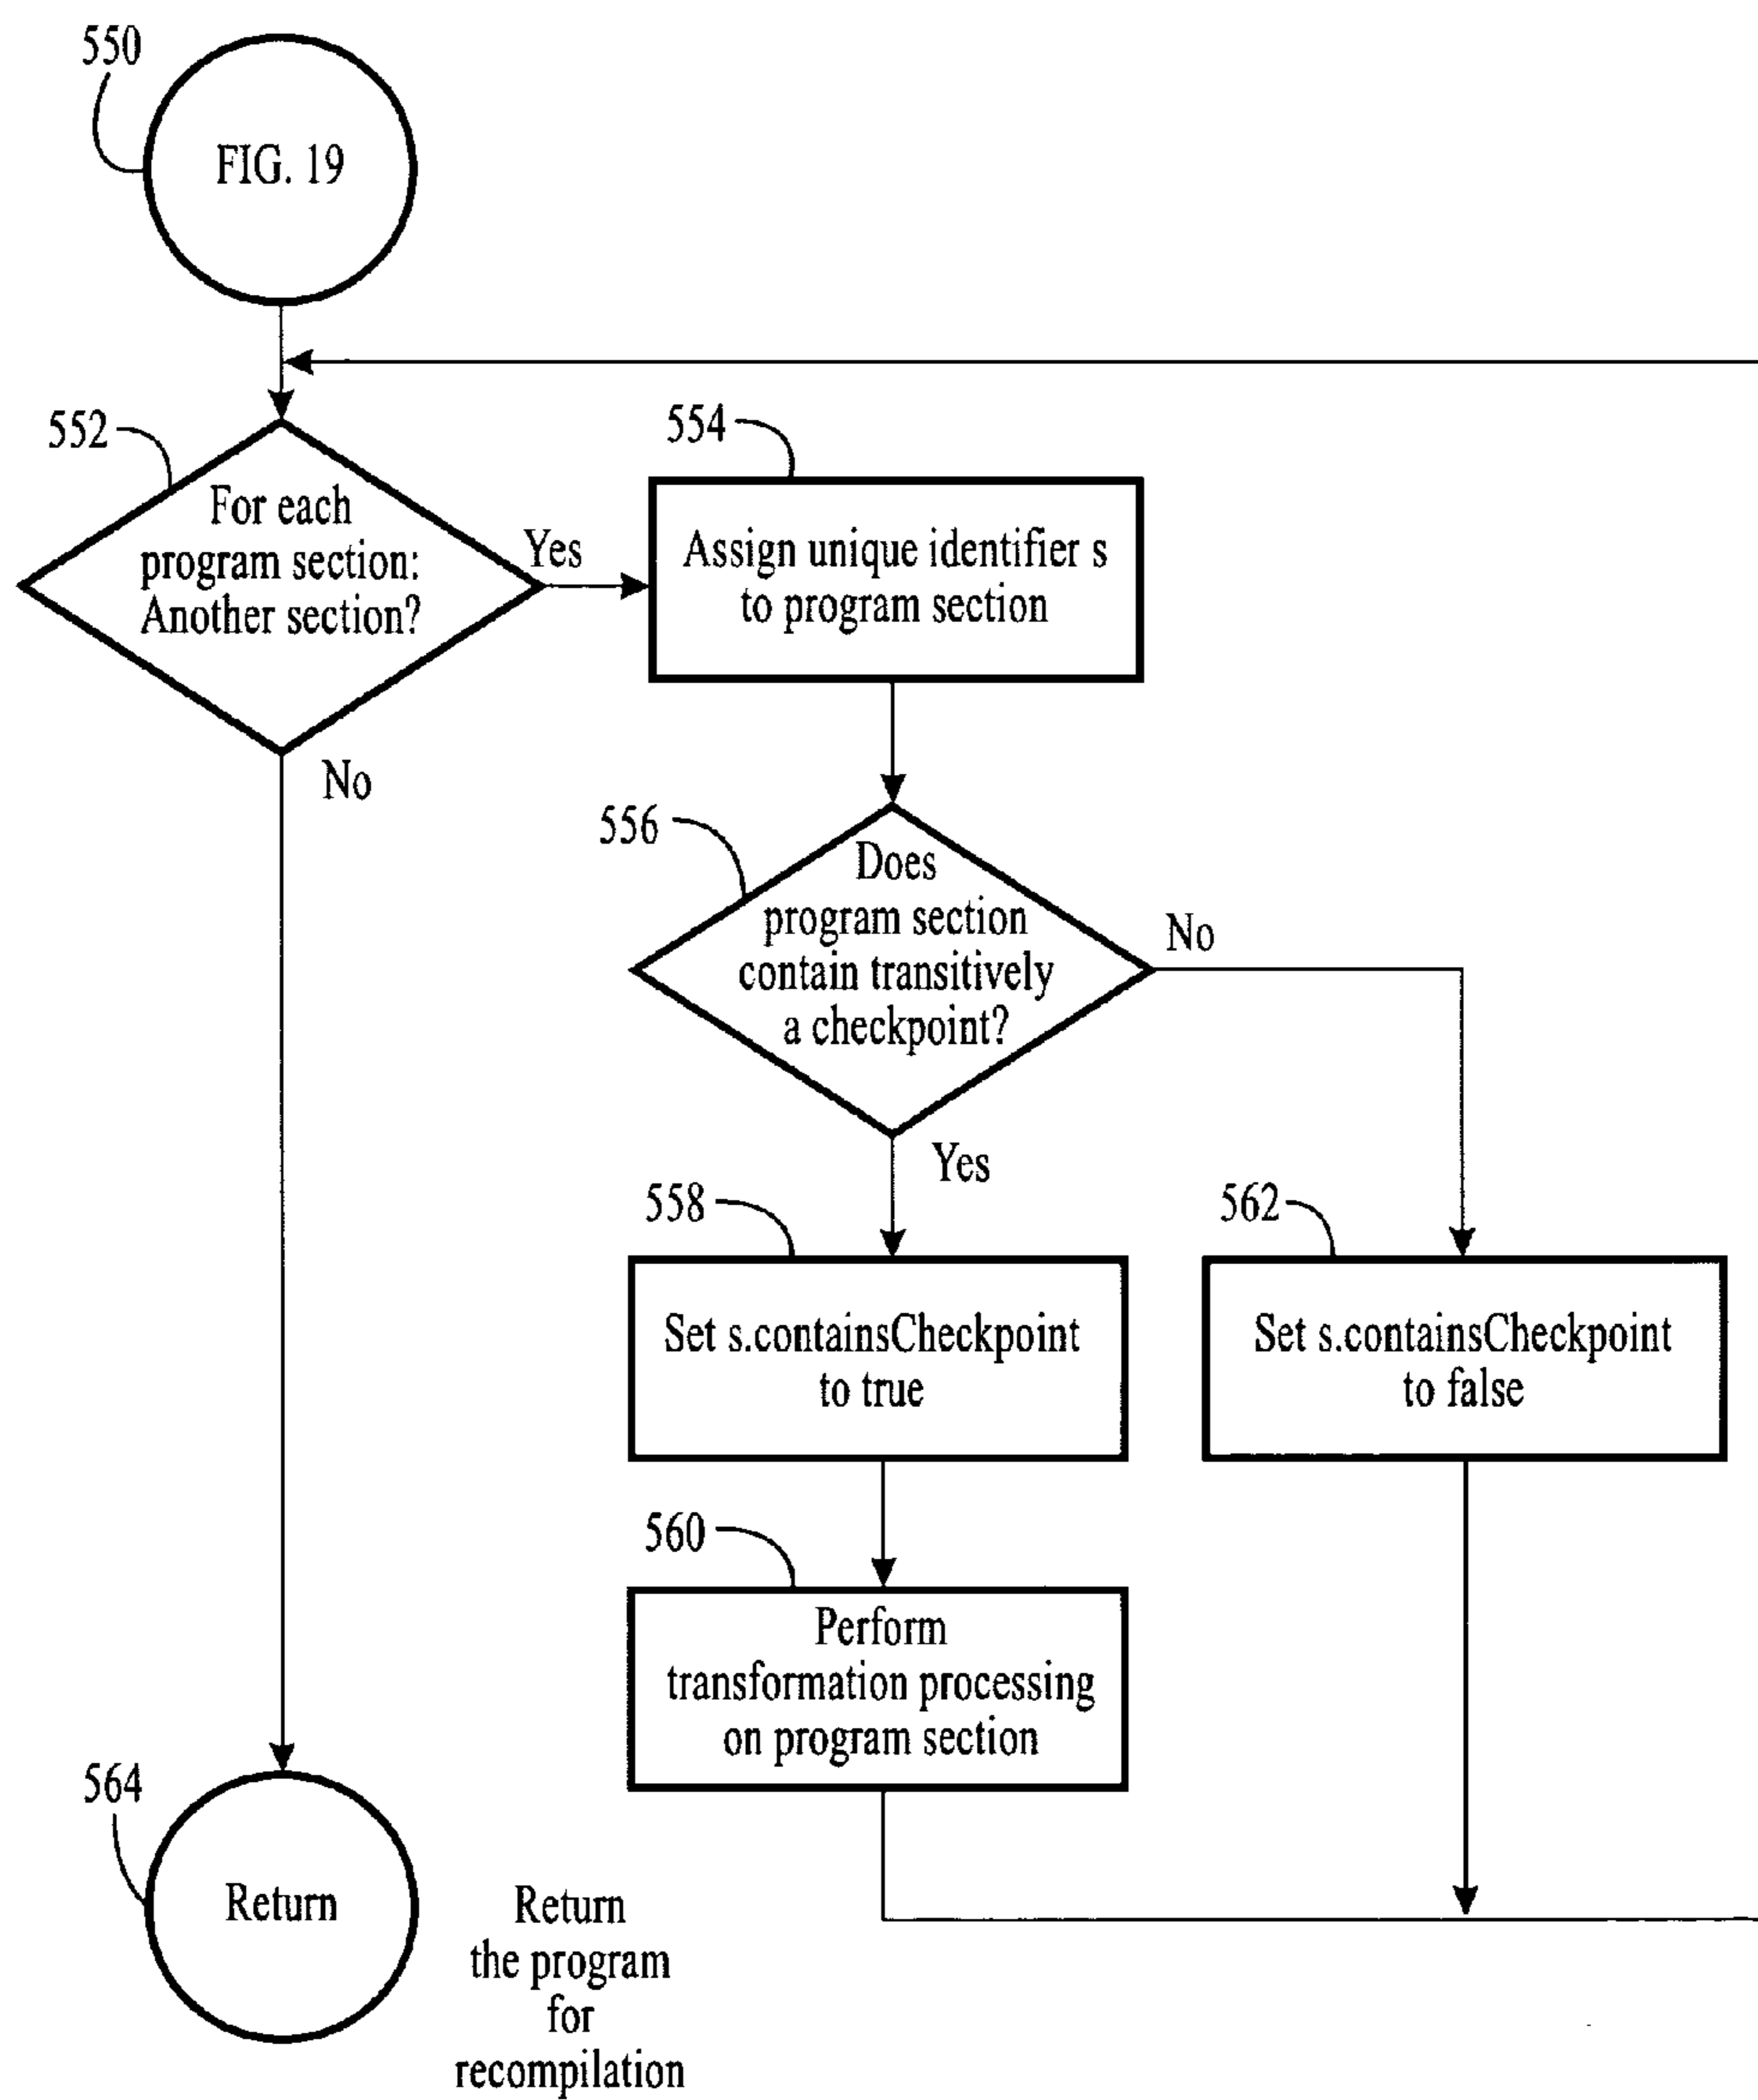 550
FIG. 19
552
For each
program section:
Another section?
Yes
No
554
Assign unique identifier s
to program section
556
Does
program section
contain transitively
a checkpoint?
No
Yes
558
Set s.containsCheckpoint
to true
562
Set s.containsCheckpoint
to false
560
Perform
transformation processing
on program section
564
Return
Return
the program
for
recompilation